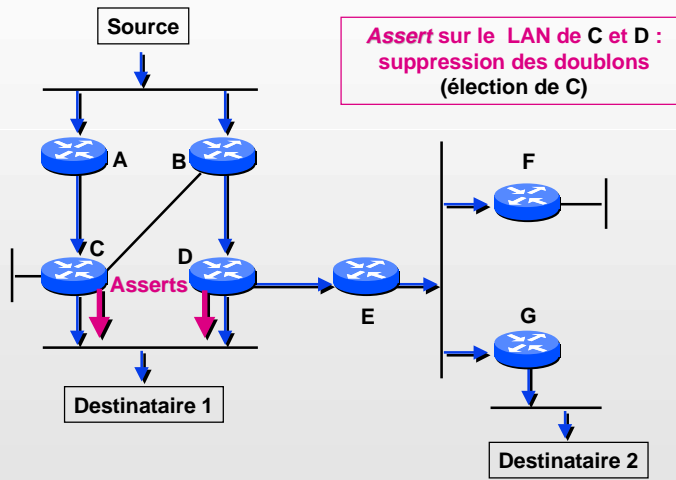 Source
Assert sur le LAN de C et D :
suppression des doublons
(élection de C)
A
B
F
C
D
Asserts
E
G
Destinataire 1
Destinataire 2